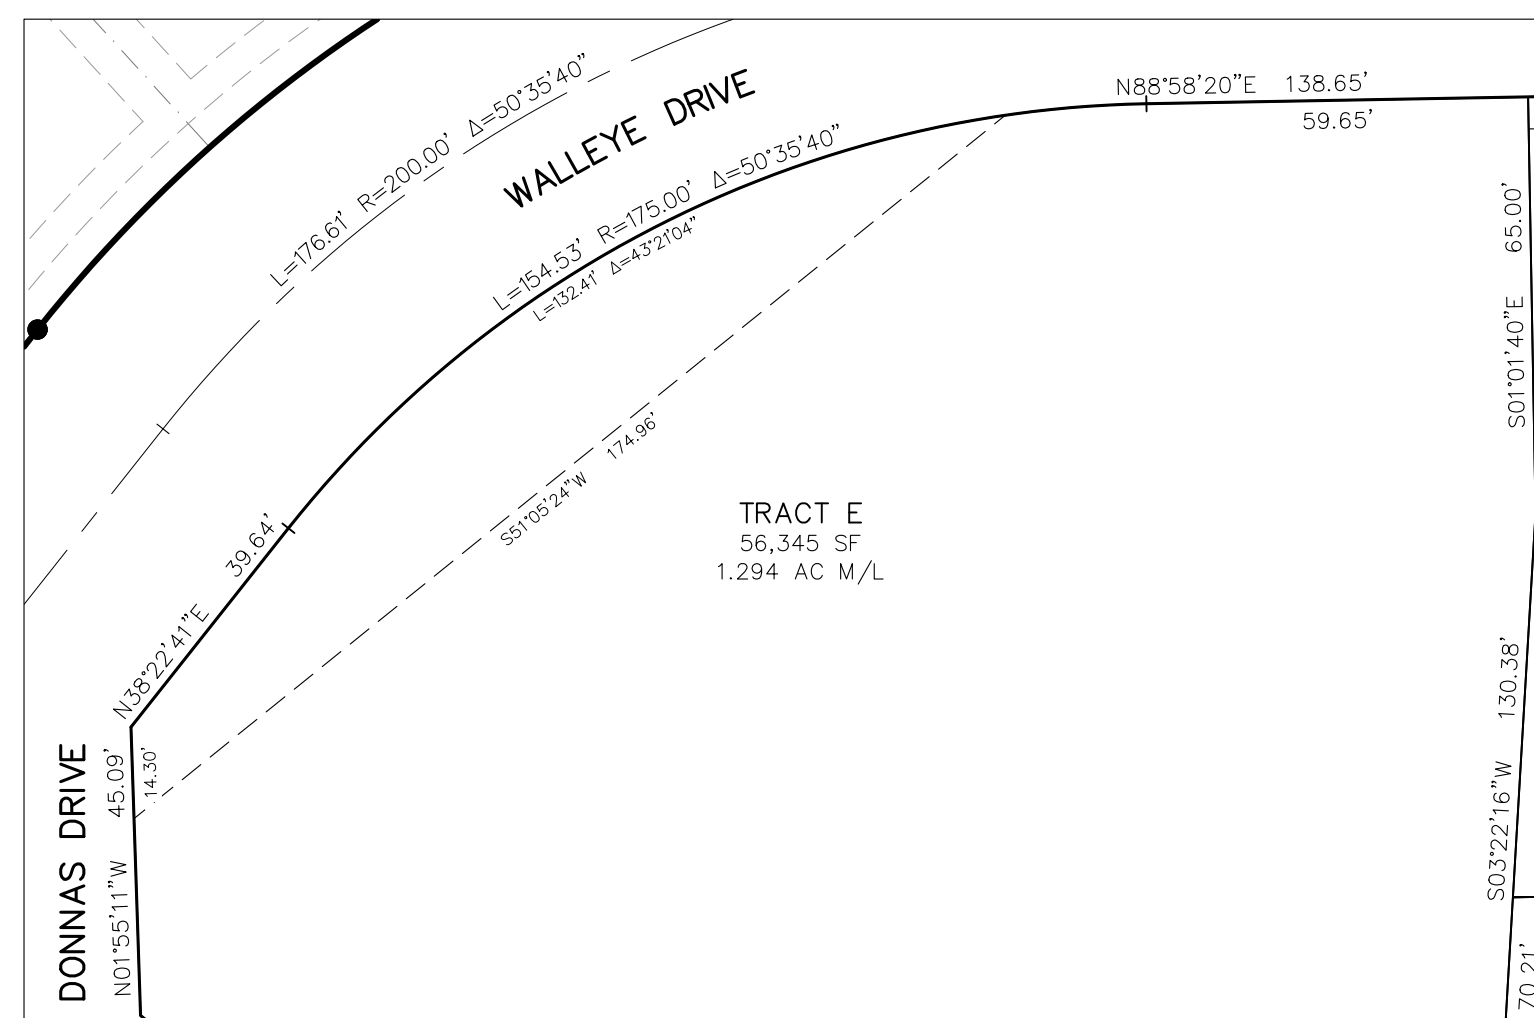 N88°58'20"E 138.65'
59.65'
L=176.61' R=200.00' Δ=50°35'40"
WALLEYE DRIVE
L=154.53' R=175.00' Δ=50°35'40"
L=132.41' Δ=43°21'04"
65.00'
S01°01'40"E
S51°05'24"W 174.96'
TRACT E
56,345 SF
1.294 AC M/L
N38°22'41"E 39.64'
S03°22'16"W 130.38'
N01°55'11"W 45.09'
14.30'
DONNAS DRIVE
70.21'